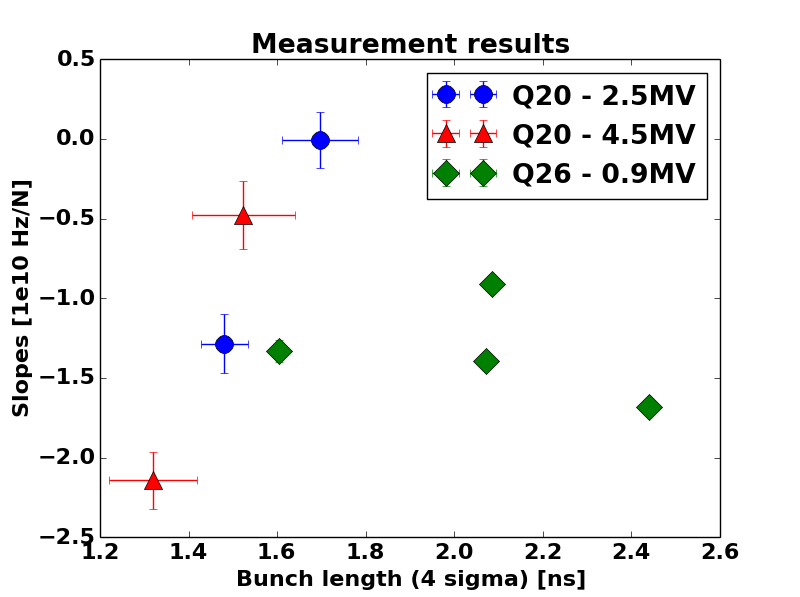 Measurement results
Q20 - 2.5MV
Q20 - 4.5MV
Q26 - 0.9MV
Slopes [1e10 Hz/N]
0.5
0.0
−0.5
−1.0
−1.5
−2.0
−2.5
1.2 1.4 1.6 1.8 2.0 2.2 2.4 2.6
Bunch length (4 sigma) [ns]